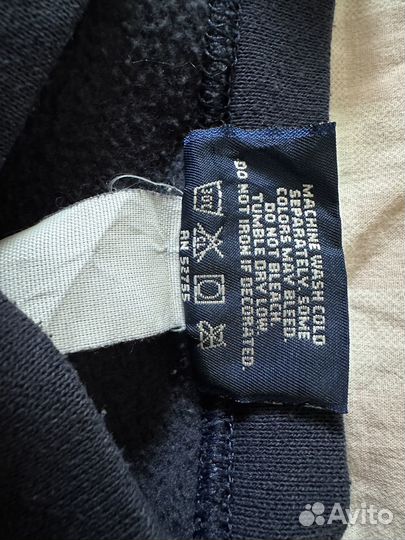 MACHINE WASH COLD
SEPARATELY. SOME
COLORS MAY BLEED.
DO NOT BLEACH.
TUMBLE DRY LOW.
DO NOT IRON IF DECORATED.
30
RN 52755
Avito